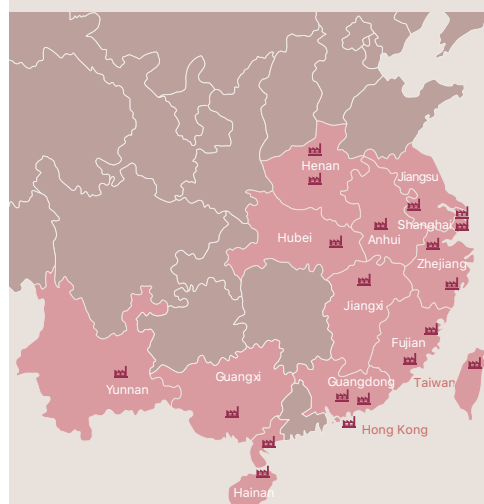 Henan
Jiangsu
Shanghai
Hubei
Anhui
Zhejiang
Jiangxi
Fujian
Guangxi
Guangdong
Taiwan
Yunnan
Hong Kong
Hainan